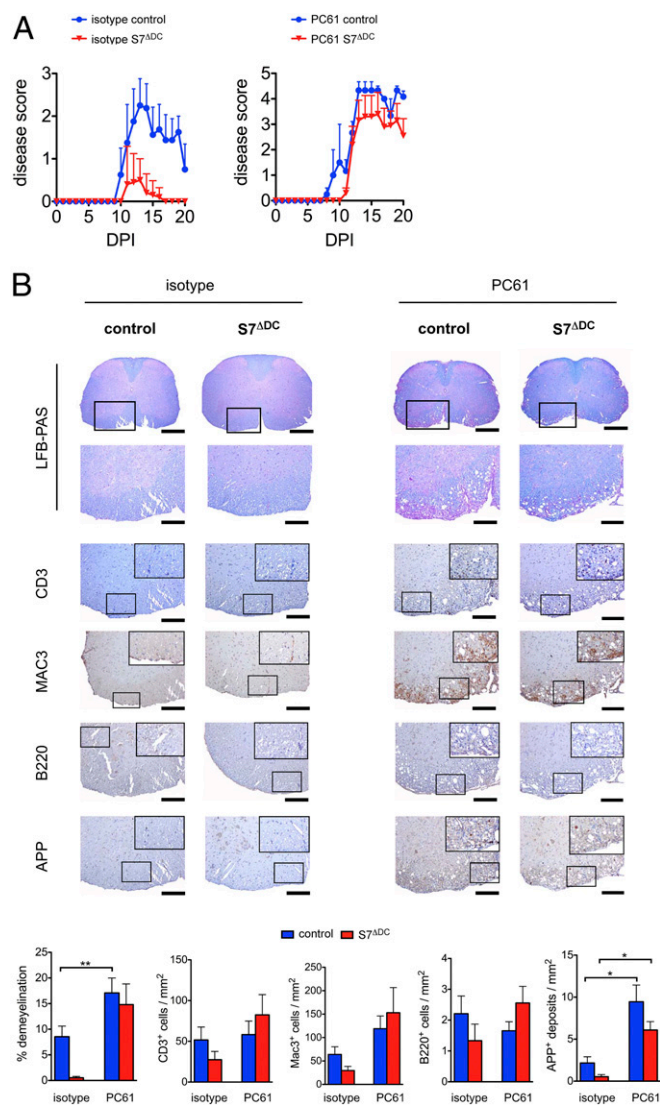 A
isotype control
isotype S7ΔDC
PC61 control
PC61 S7ΔDC
disease score
3
2
1
0
0 5 10 15 20
DPI
disease score
5
4
3
2
1
0
0 5 10 15 20
DPI
B
isotype PC61
control S7ΔDC control S7ΔDC
LFB-PAS
CD3
MAC3
B220
APP
control S7ΔDC
% demeyelination
20
15
10
5
0
**
isotype PC61
CD3+ cells / mm2
150
100
50
0
isotype PC61
Mac3+ cells / mm2
250
200
150
100
50
0
isotype PC61
B220+ cells / mm2
4
3
2
1
0
isotype PC61
APP+ deposits / mm2
15
10
5
0
*
*
isotype PC61